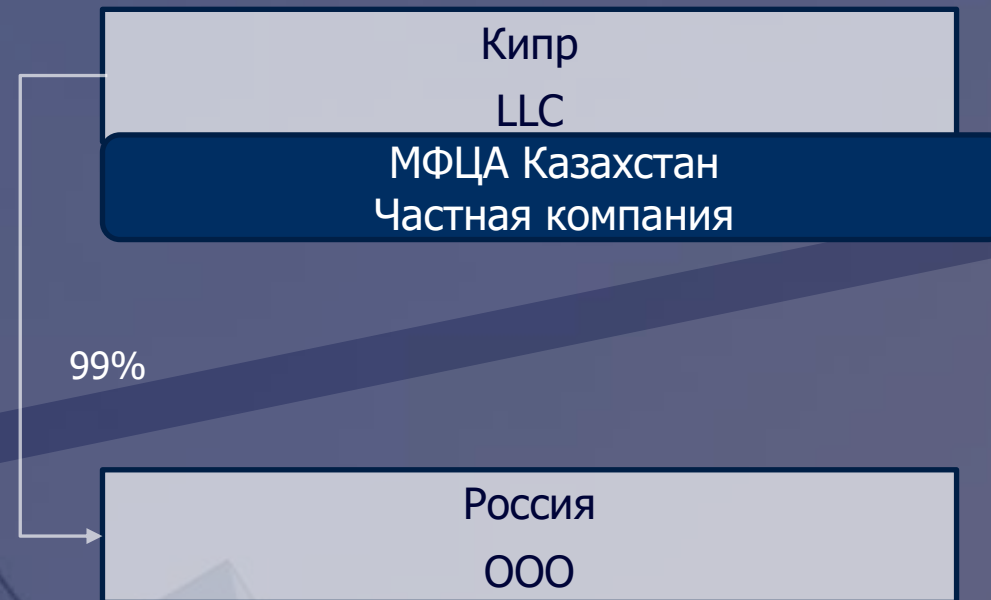 Кипр
LLC
МФЦА Казахстан
Частная компания
99%
Россия
ООО